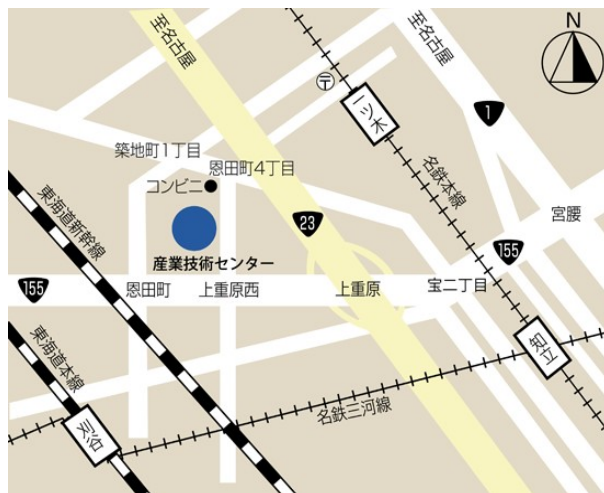 至名古屋
至名古屋
N
〒
一ツ木
1
築地町1丁目
恩田町4丁目
コンビニ
名鉄本線
東海道新幹線
23
宮腰
155
産業技術センター
155
恩田町
上重原西
上重原
宝二丁目
東海道本線
知立
刈谷
名鉄三河線